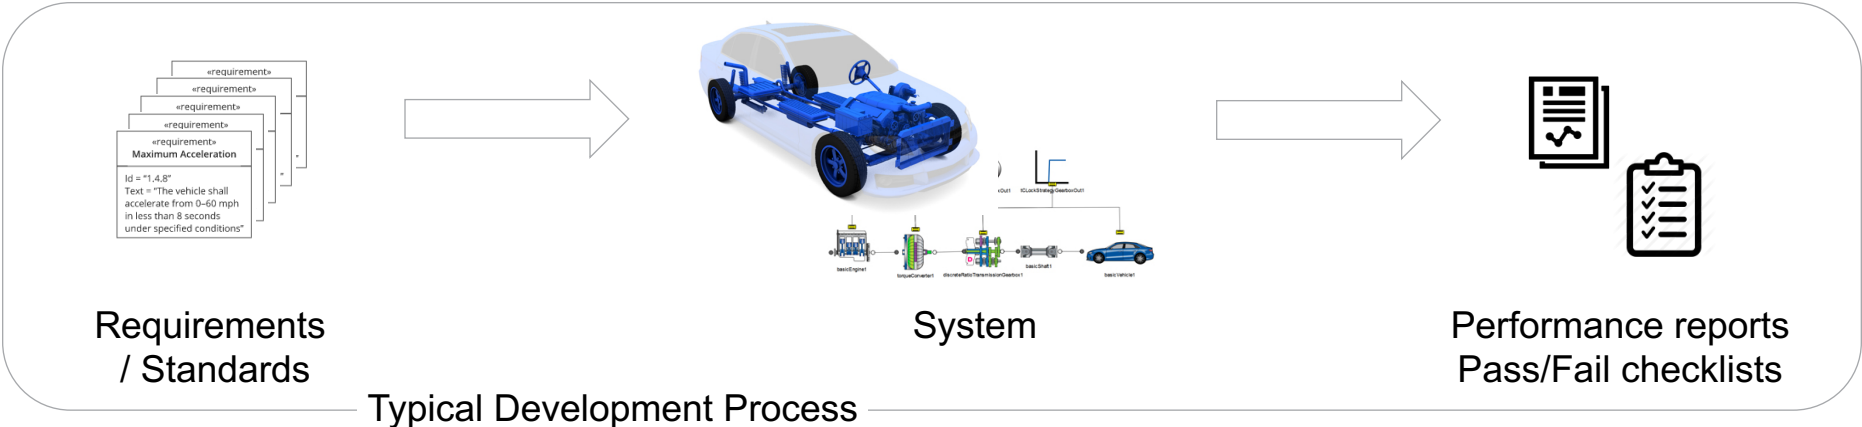 «requirement»
«requirement»
«requirement»
«requirement»
«requirement»
Maximum Acceleration
Id = “1.4.8”
Text = “The vehicle shall
accelerate from 0–60 mph
in less than 8 seconds
under specified conditions”
”
”
xOut1
tCLockStrategyGearboxOut1
basicEngine1
torqueConverter1
discreteRatioTransmissionGearbox1
D
basicShaft1
basicVehicle1
Requirements
/ Standards
System
Performance reports
Pass/Fail checklists
Typical Development Process